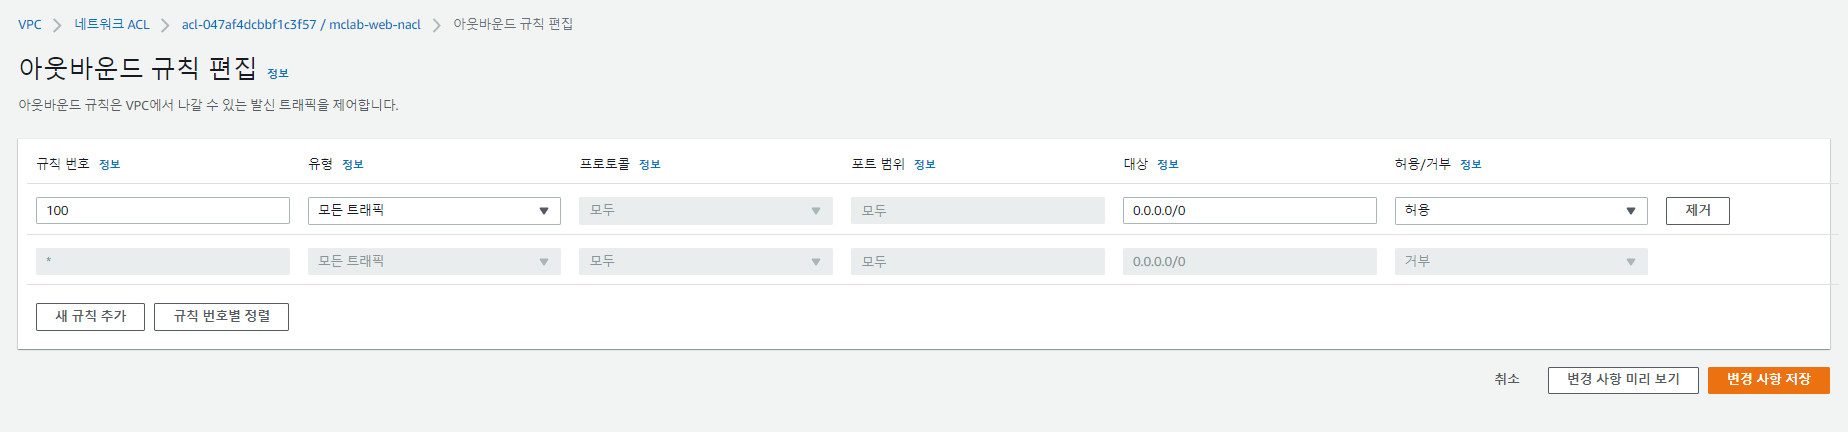 VPC > 네트워크 ACL > acl-047af4dcbbf1c3f57 / mclab-web-nacl > 아웃바운드 규칙 편집
아웃바운드 규칙 편집 정보
아웃바운드 규칙은 VPC에서 나갈 수 있는 발신 트래픽을 제어합니다.
규칙 번호 정보 유형 정보 프로토콜 정보 포트 범위 정보 대상 정보 허용/거부 정보
100 모든 트래픽 모두 모두 0.0.0.0/0 허용 제거
* 모든 트래픽 모두 모두 0.0.0.0/0 거부
새 규칙 추가 규칙 번호별 정렬
취소 변경 사항 미리 보기 변경 사항 저장